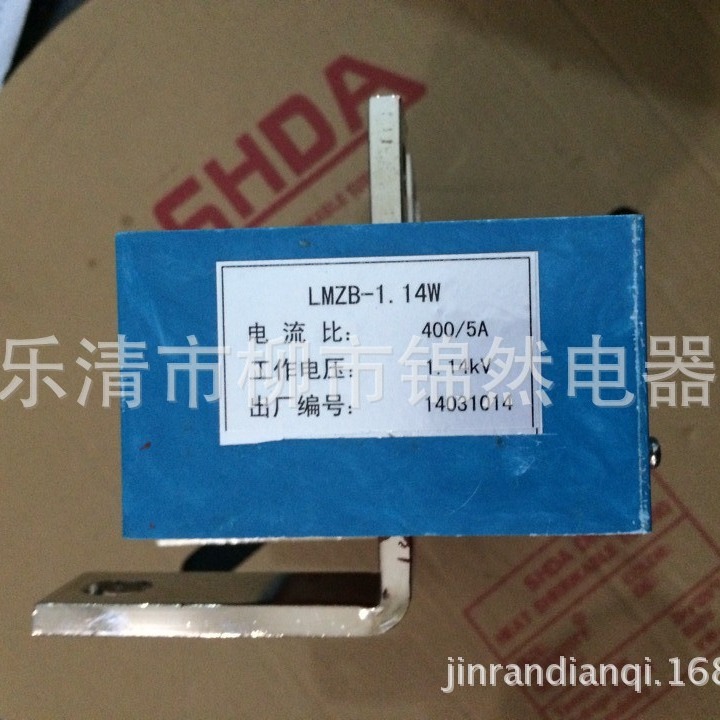 SHDA
LMZB-1.14W
电流比: 400/5A
乐清市柳市锦然电器
工作电压: 1.14kV
出厂编号: 14031014
SHDA
jinrandianqi.168